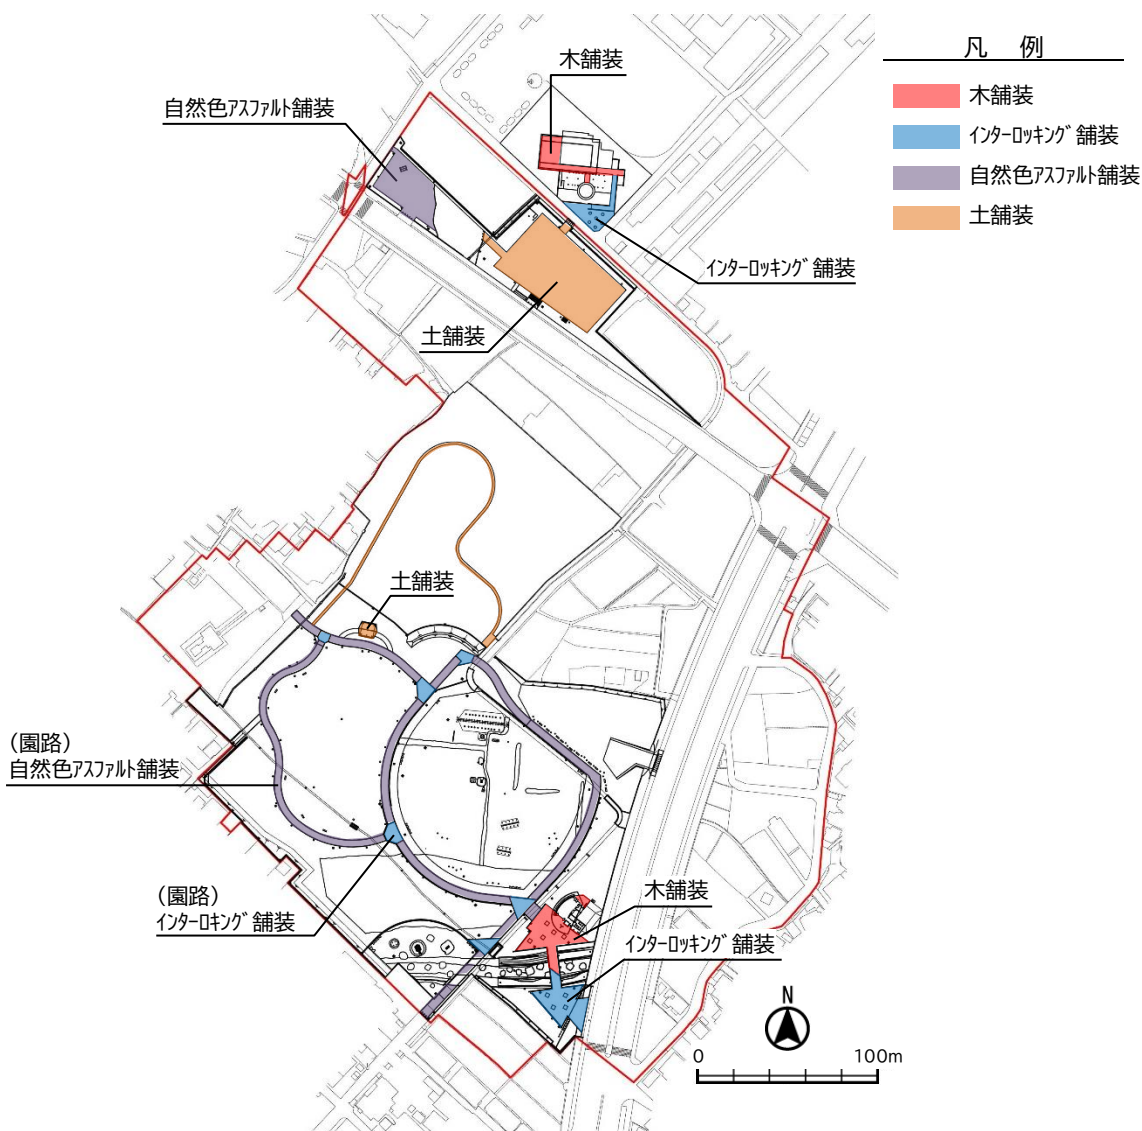 凡 例
木舗装
インターロッキング舗装
自然色アスファルト舗装
土舗装
木舗装
自然色アスファルト舗装
インターロッキング舗装
土舗装
土舗装
(園路)
自然色アスファルト舗装
(園路)
インターロキング舗装
木舗装
インターロッキング舗装
N
0 100m